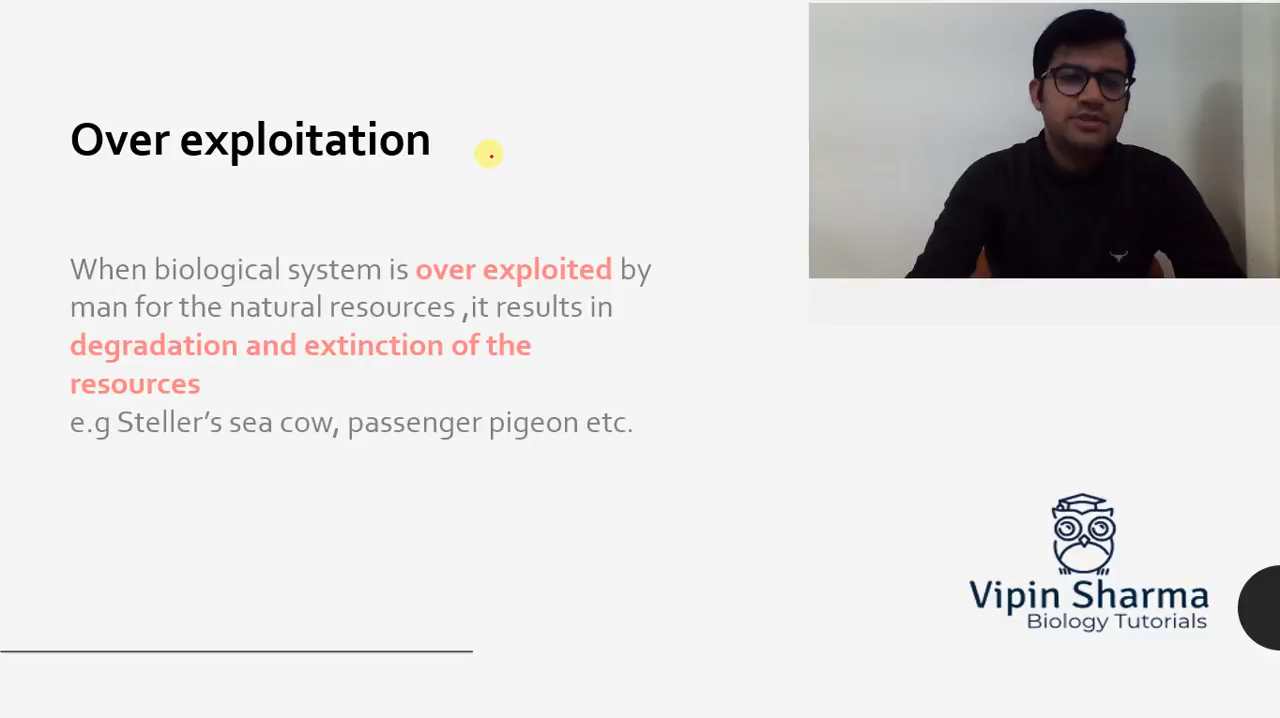 Over exploitation
When biological system is over exploited by
man for the natural resources ,it results in
degradation and extinction of the
resources
e.g Steller’s sea cow, passenger pigeon etc.
Vipin Sharma
Biology Tutorials